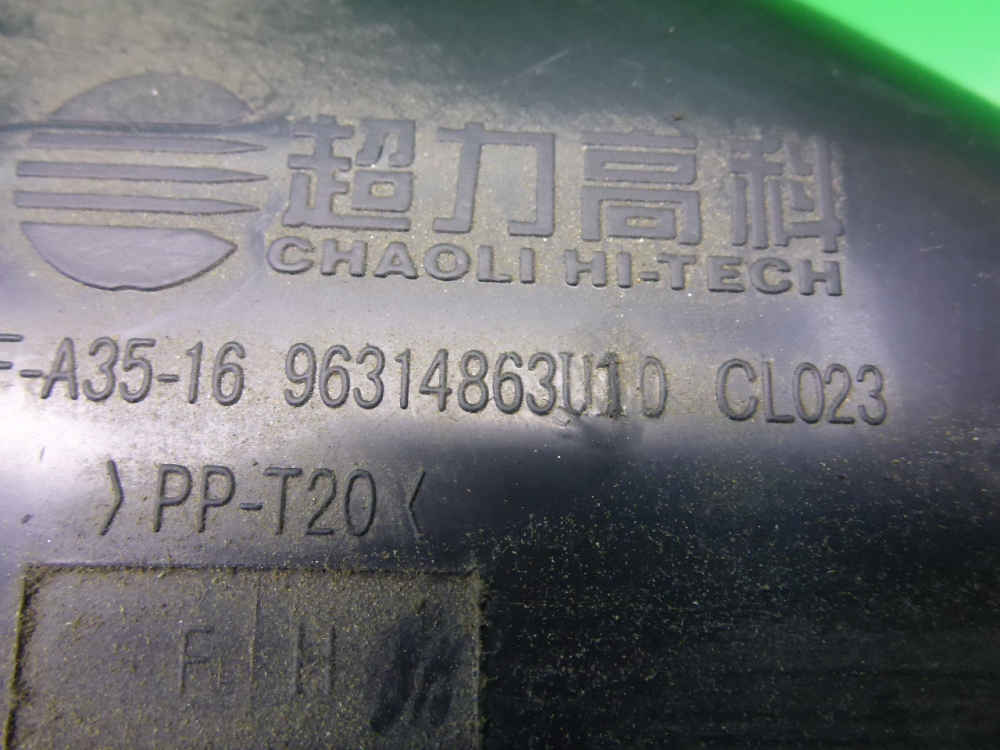 超力高科
CHAOLI HI-TECH
F-A35-16 96314863U10 CL023
>PP-T20<
F I H